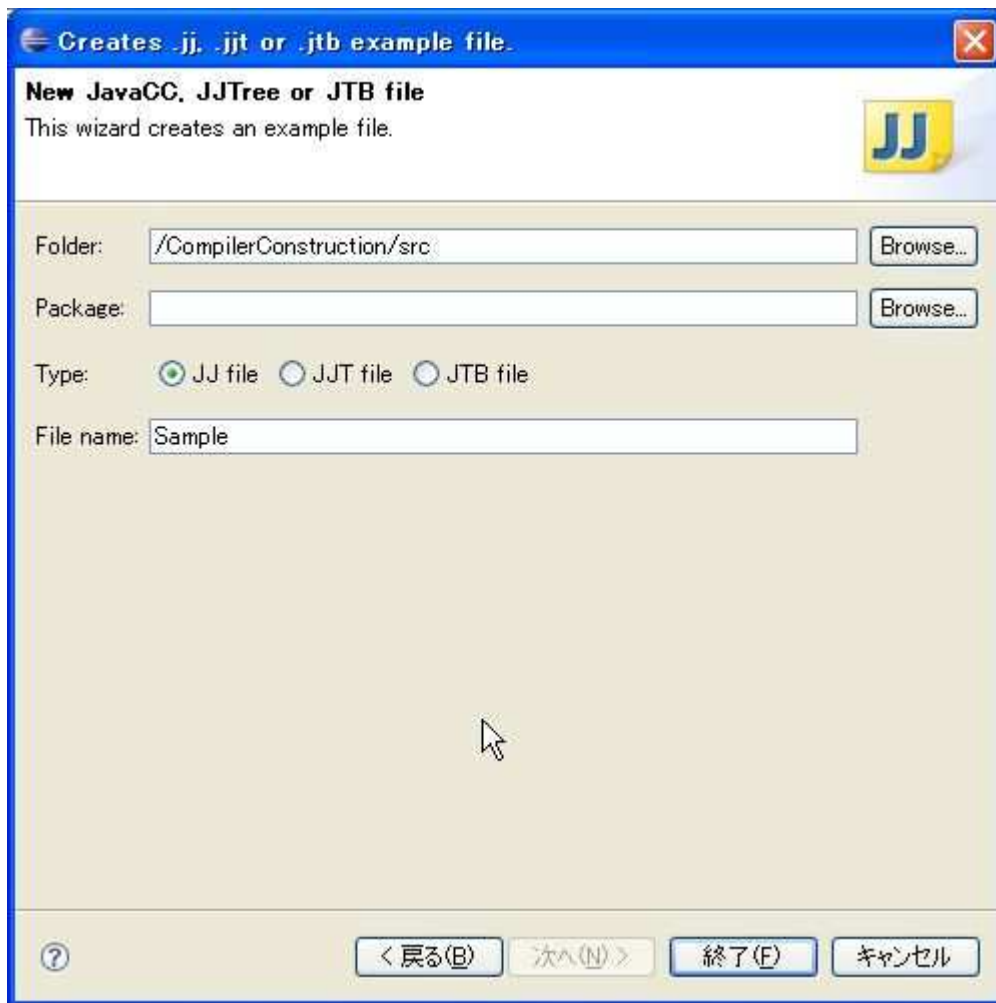 Creates .jj, .jjt or .jtb example file.
New JavaCC, JJTree or JTB file
This wizard creates an example file.
JJ
Folder: /CompilerConstruction/src Browse...
Package: Browse...
Type: JJ file JJT file JTB file
File name: Sample
? < 戻る(B) 次へ(N) > 終了(F) キャンセル